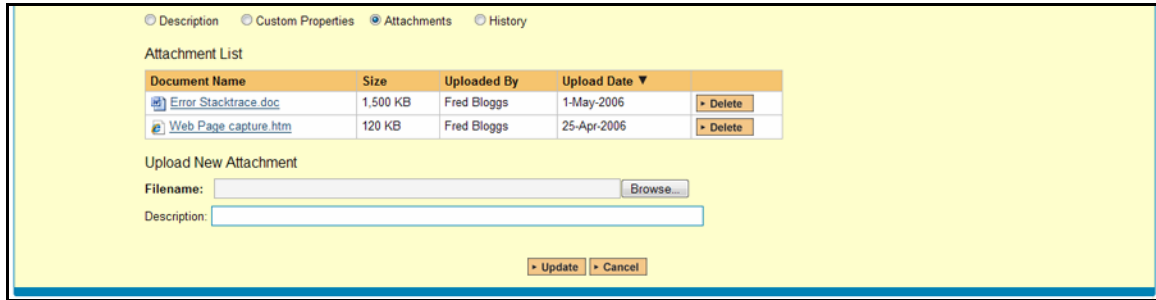 Description Custom Properties Attachments History
Attachment List
Document Name Size Uploaded By Upload Date ▼
Error Stacktrace.doc 1,500 KB Fred Bloggs 1-May-2006 Delete
Web Page capture.htm 120 KB Fred Bloggs 25-Apr-2006 Delete
Upload New Attachment
Filename: Browse...
Description:
Update Cancel